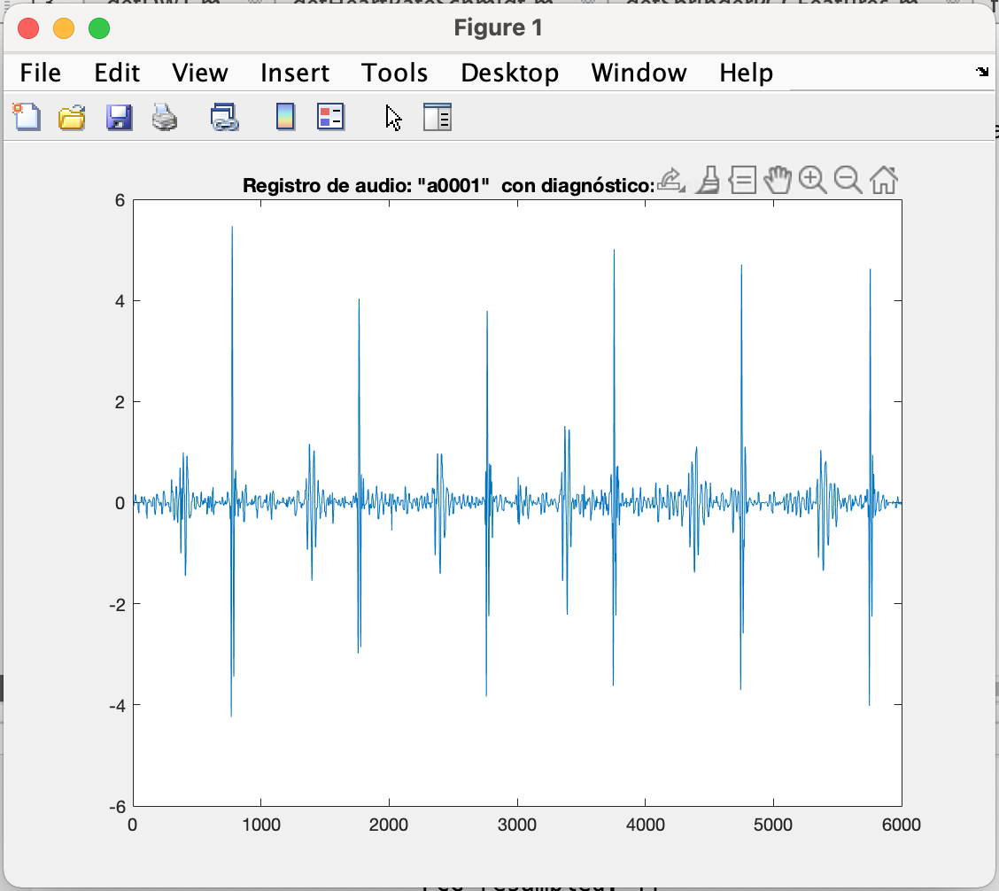 Figure 1
File Edit View Insert Tools Desktop Window Help
Registro de audio: "a0001" con diagnóstico:
6
4
2
0
-2
-4
-6
0 1000 2000 3000 4000 5000 6000